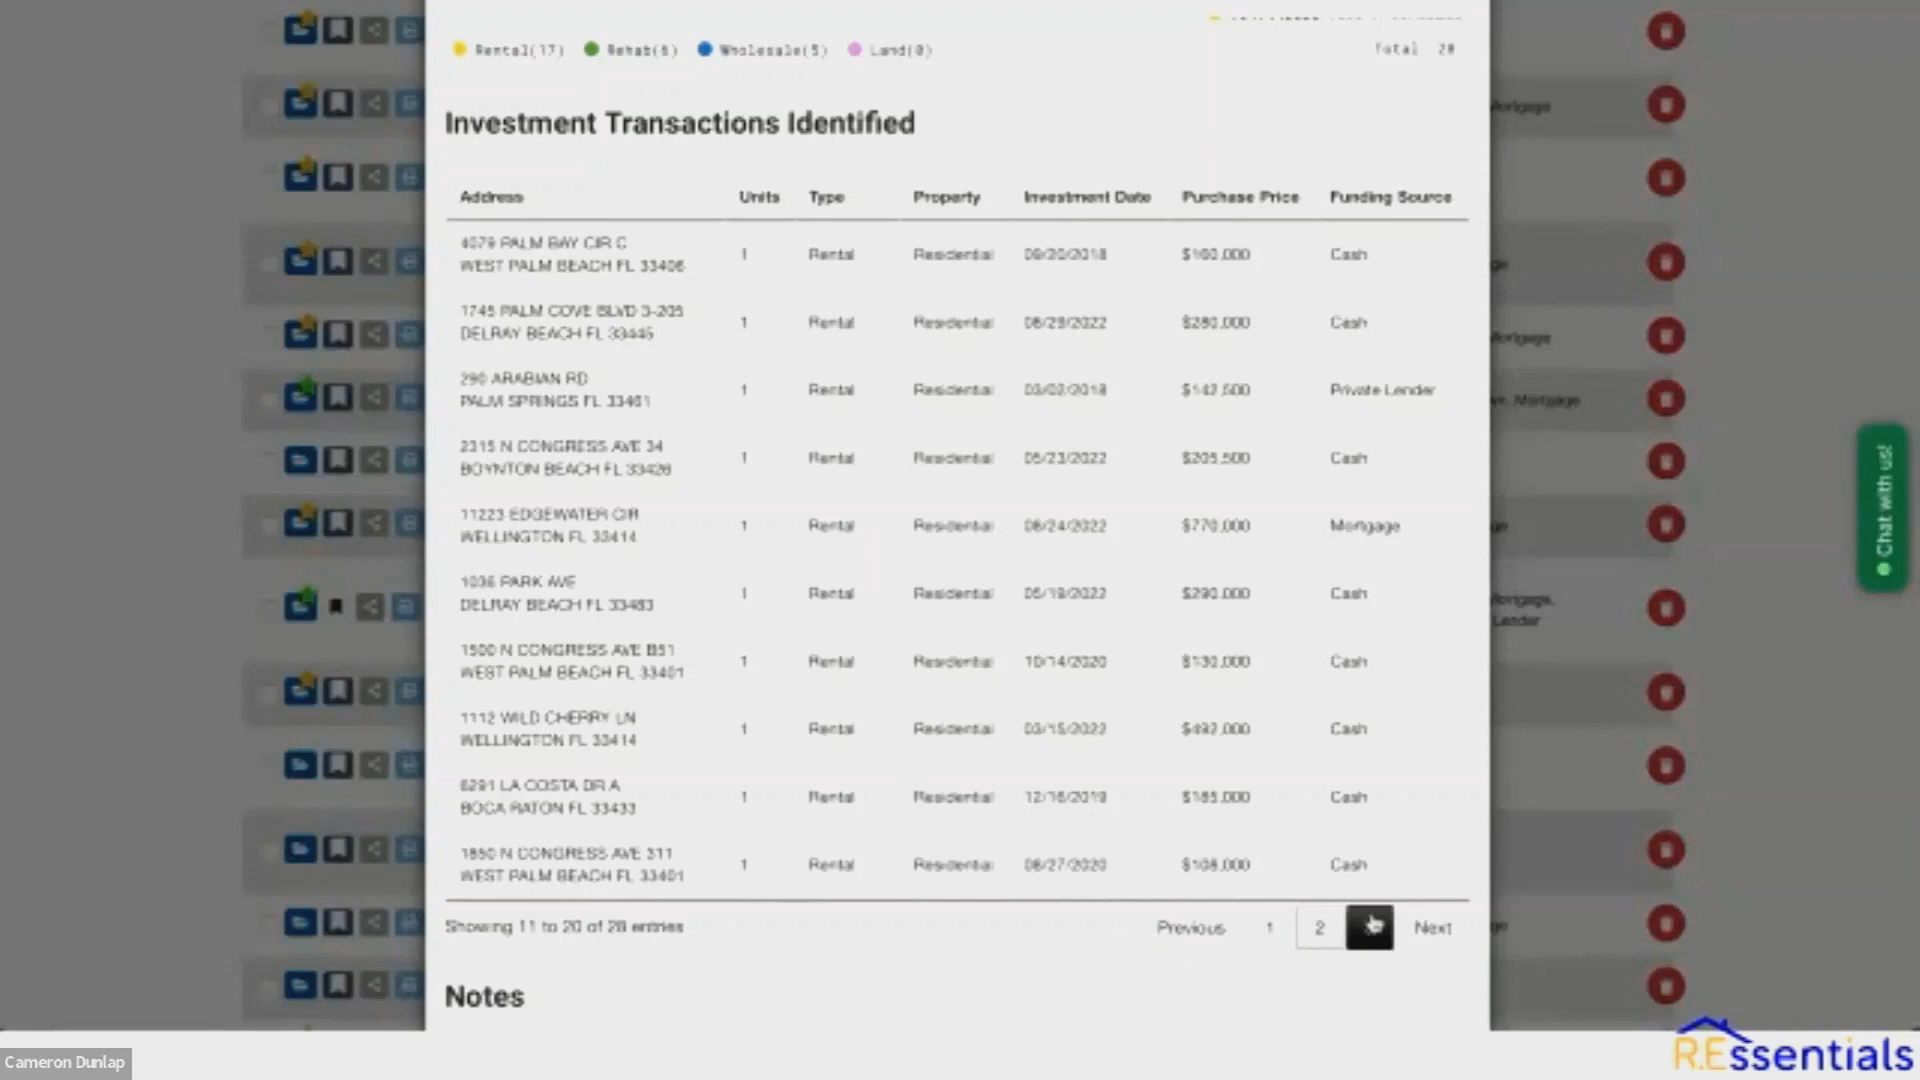 Rental(17) Rehab(6) Wholesale(5) Land(0) Total 28
Investment Transactions Identified
Address Units Type Property Investment Date Purchase Price Funding Source
4079 PALM BAY CIR C
WEST PALM BEACH FL 33406
1 Rental Residential 09/20/2018 $160,000 Cash
1745 PALM COVE BLVD 3-205
DELRAY BEACH FL 33445
1 Rental Residential 08/29/2022 $280,000 Cash
290 ARABIAN RD
PALM SPRINGS FL 33461
1 Rental Residential 03/02/2018 $142,500 Private Lender
2315 N CONGRESS AVE 34
BOYNTON BEACH FL 33426
1 Rental Residential 05/23/2022 $205,500 Cash
11223 EDGEWATER CIR
WELLINGTON FL 33414
1 Rental Residential 08/24/2022 $770,000 Mortgage
1036 PARK AVE
DELRAY BEACH FL 33483
1 Rental Residential 05/19/2022 $290,000 Cash
1500 N CONGRESS AVE B51
WEST PALM BEACH FL 33401
1 Rental Residential 10/14/2020 $130,000 Cash
1112 WILD CHERRY LN
WELLINGTON FL 33414
1 Rental Residential 03/15/2022 $492,000 Cash
6291 LA COSTA DR A
BOCA RATON FL 33433
1 Rental Residential 12/16/2019 $185,000 Cash
1850 N CONGRESS AVE 311
WEST PALM BEACH FL 33401
1 Rental Residential 08/27/2020 $108,000 Cash
Showing 11 to 20 of 28 entries Previous 1 2 Next
Notes
Mortgage
Mortgage
Mortgage
Mortgage,
Lender
Chat with us!
Cameron Dunlap
R.Essentials